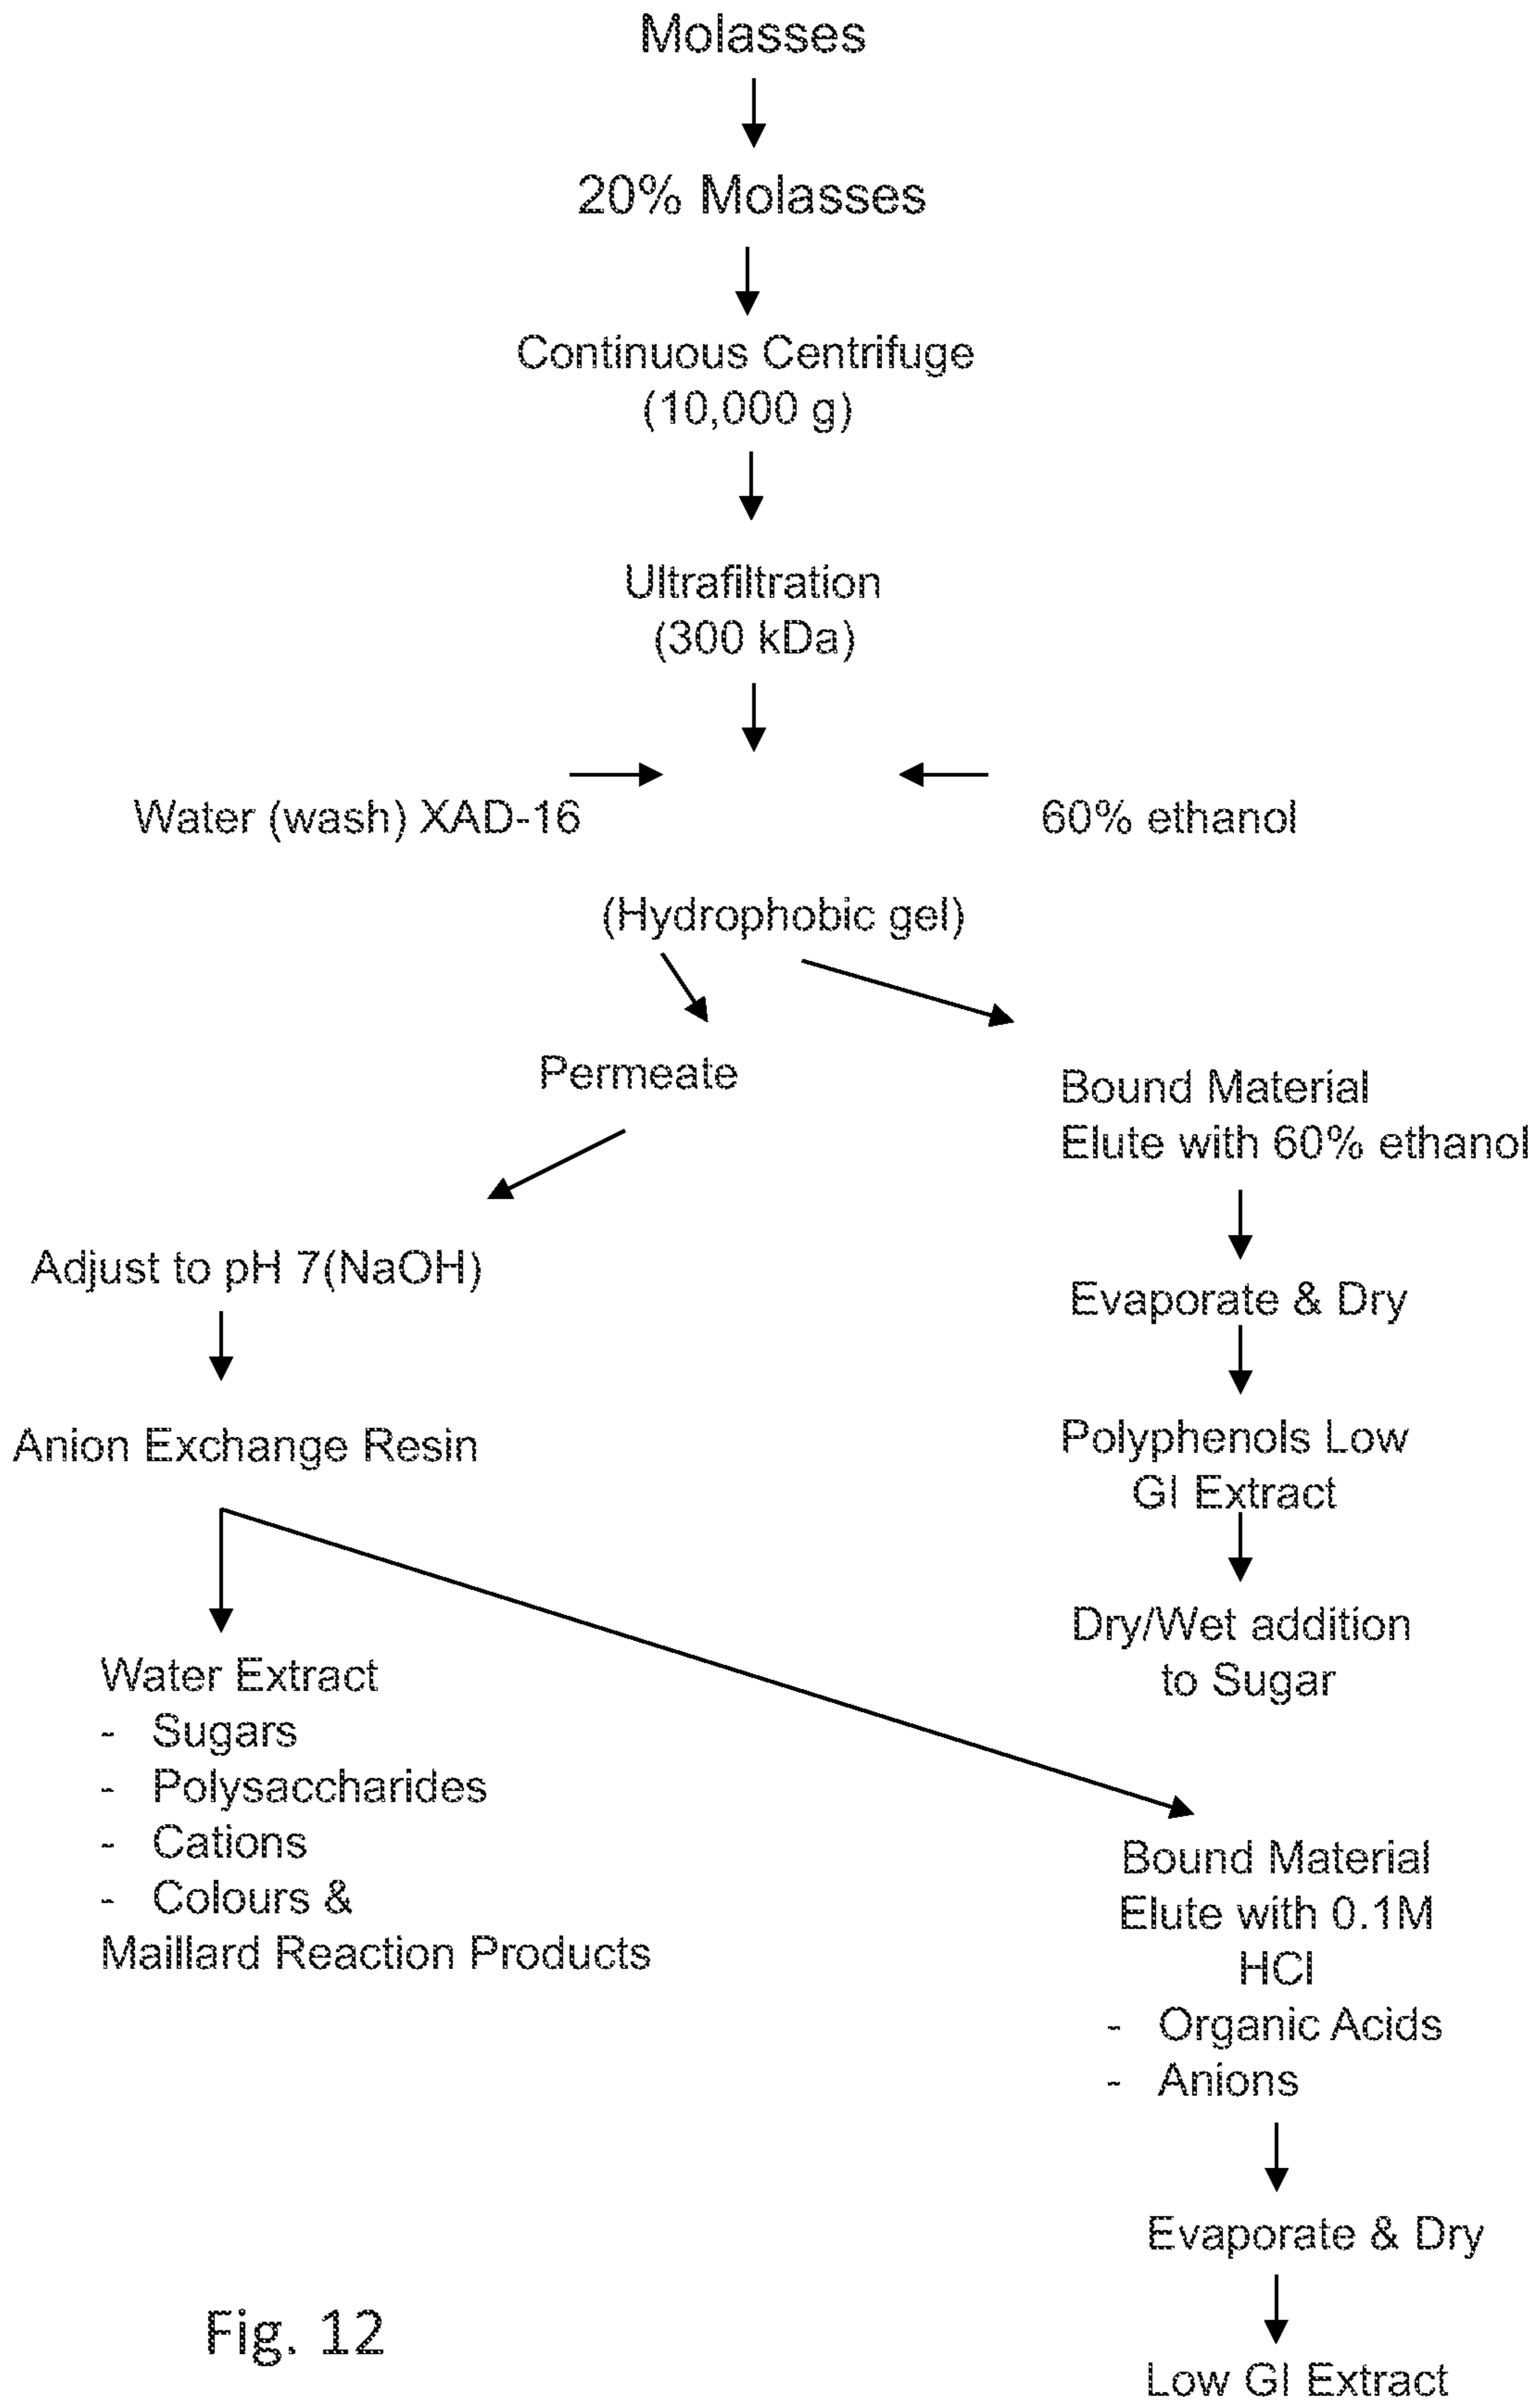 Molasses
20% Molasses
Continuous Centrifuge
(10,000 g)
Ultrafiltration
(300 kDa)
Water (wash) XAD-16
60% ethanol
(Hydrophobic gel)
Permeate
Bound Material
Elute with 60% ethanol
Adjust to pH 7(NaOH)
Evaporate & Dry
Anion Exchange Resin
Polyphenols Low
GI Extract
Dry/Wet addition
to Sugar
Water Extract
- Sugars
- Polysaccharides
- Cations
- Colours &
Maillard Reaction Products
Bound Material
Elute with 0.1M
HCl
- Organic Acids
- Anions
Evaporate & Dry
Low GI Extract
Fig. 12